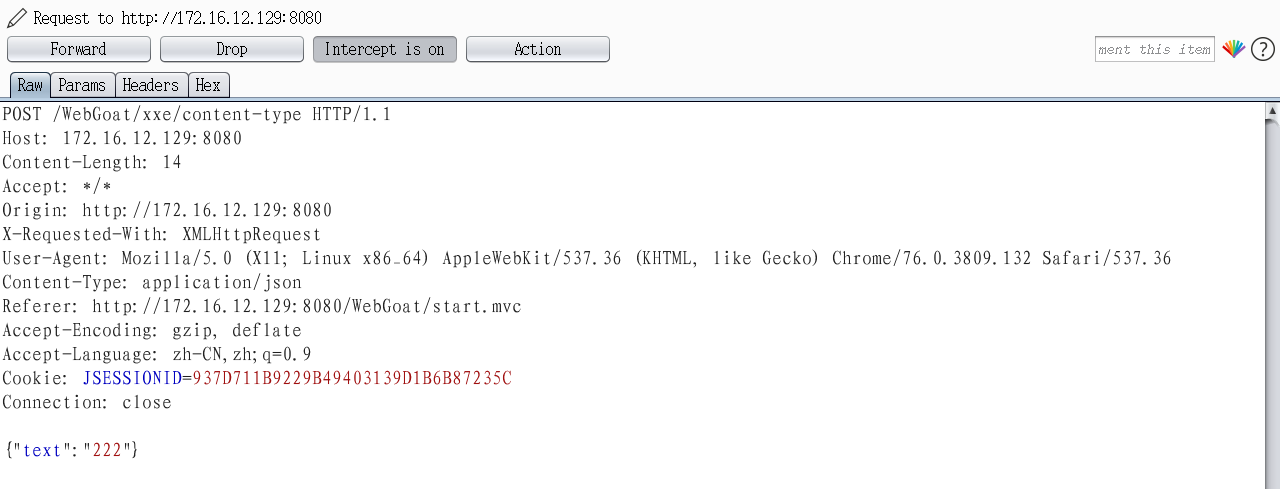 Request to http://172.16.12.129:8080
Forward Drop Intercept is on Action ment this item ?
Raw Params Headers Hex
POST /WebGoat/xxe/content-type HTTP/1.1
Host: 172.16.12.129:8080
Content-Length: 14
Accept: */*
Origin: http://172.16.12.129:8080
X-Requested-With: XMLHttpRequest
User-Agent: Mozilla/5.0 (X11; Linux x86_64) AppleWebKit/537.36 (KHTML, like Gecko) Chrome/76.0.3809.132 Safari/537.36
Content-Type: application/json
Referer: http://172.16.12.129:8080/WebGoat/start.mvc
Accept-Encoding: gzip, deflate
Accept-Language: zh-CN,zh;q=0.9
Cookie: JSESSIONID=937D711B9229B49403139D1B6B87235C
Connection: close
{"text":"222"}